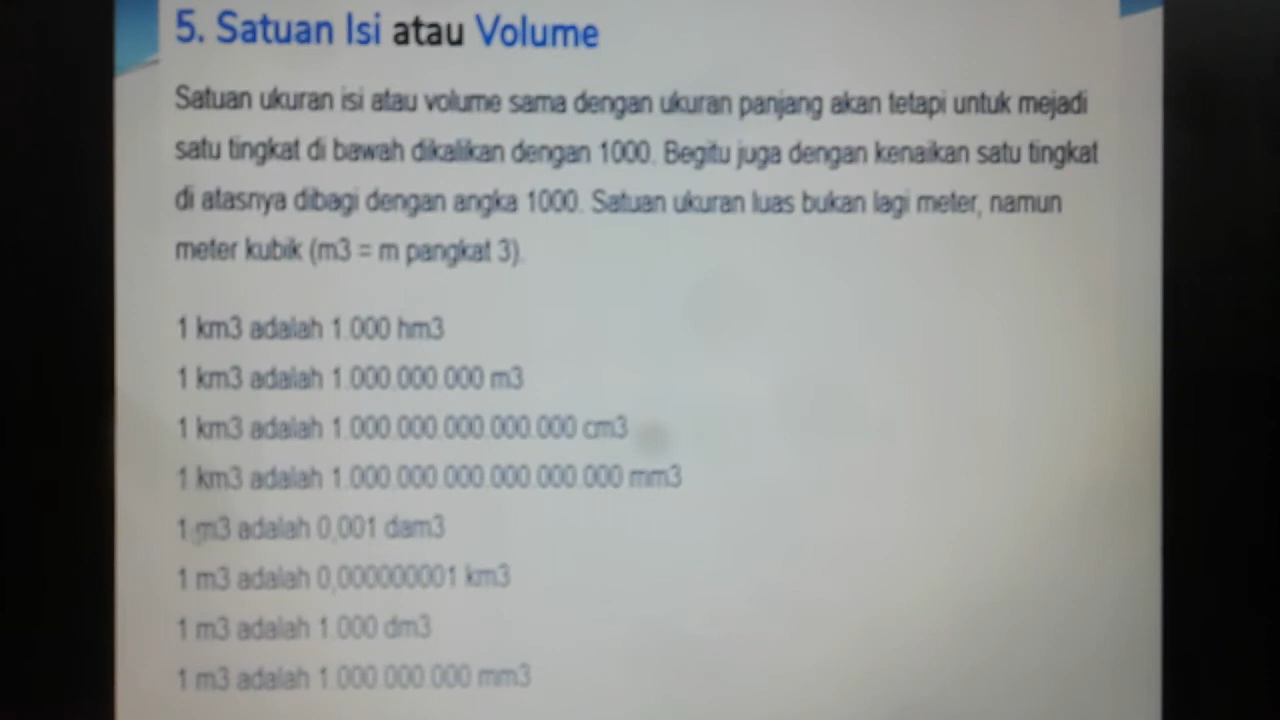 5. Satuan Isi atau Volume
Satuan ukuran isi atau volume sama dengan ukuran panjang akan tetapi untuk mejadi
satu tingkat di bawah dikalikan dengan 1000. Begitu juga dengan kenaikan satu tingkat
di atasnya dibagi dengan angka 1000. Satuan ukuran luas bukan lagi meter, namun
meter kubik (m3 = m pangkat 3).
1 km3 adalah 1.000 hm3
1 km3 adalah 1.000.000.000 m3
1 km3 adalah 1.000.000.000.000.000 cm3
1 km3 adalah 1.000.000.000.000.000.000 mm3
1 m3 adalah 0,001 dam3
1 m3 adalah 0,000000001 km3
1 m3 adalah 1.000 dm3
1 m3 adalah 1.000.000.000 mm3